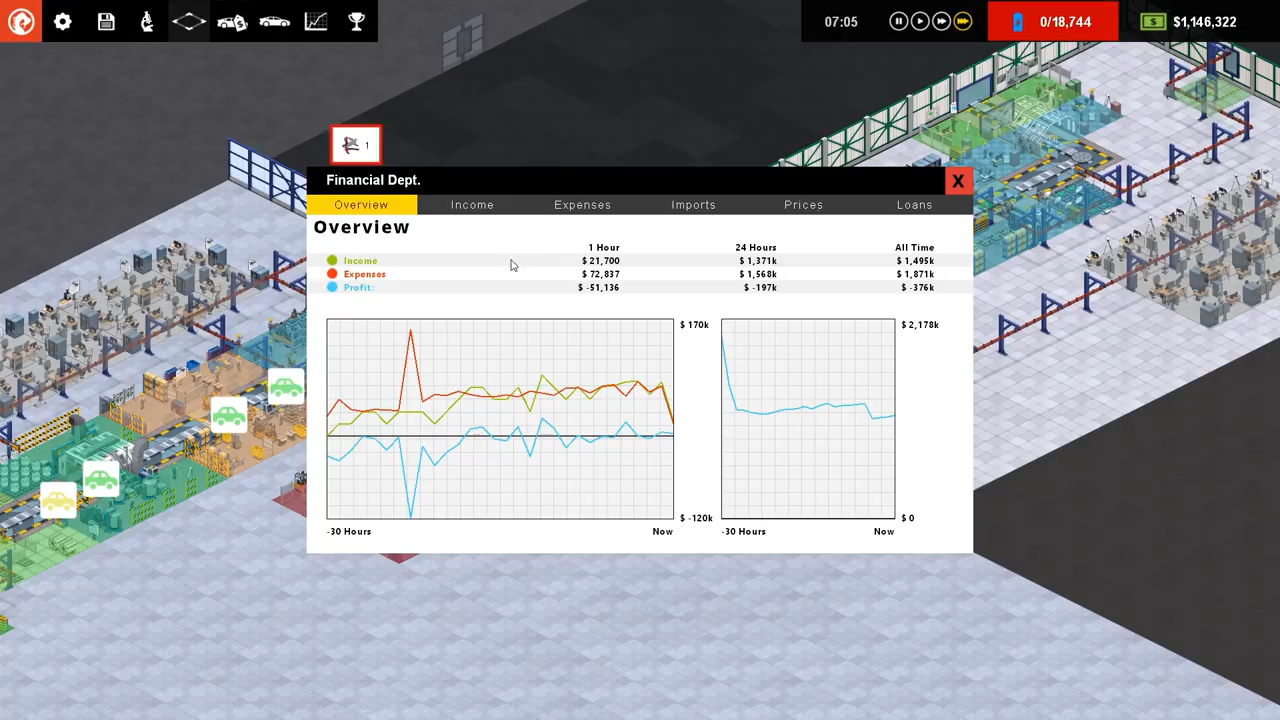 07:05
0/18,744
$1,146,322
1
Financial Dept.
X
Overview Income Expenses Imports Prices Loans
Overview
1 Hour 24 Hours All Time
Income $ 21,700 $ 1,371k $ 1,495k
Expenses $ 72,837 $ 1,568k $ 1,871k
Profit: $ -51,136 $ -197k $ -376k
$ 170k
$ 2,178k
$ -120k
$ 0
-30 Hours Now
-30 Hours Now